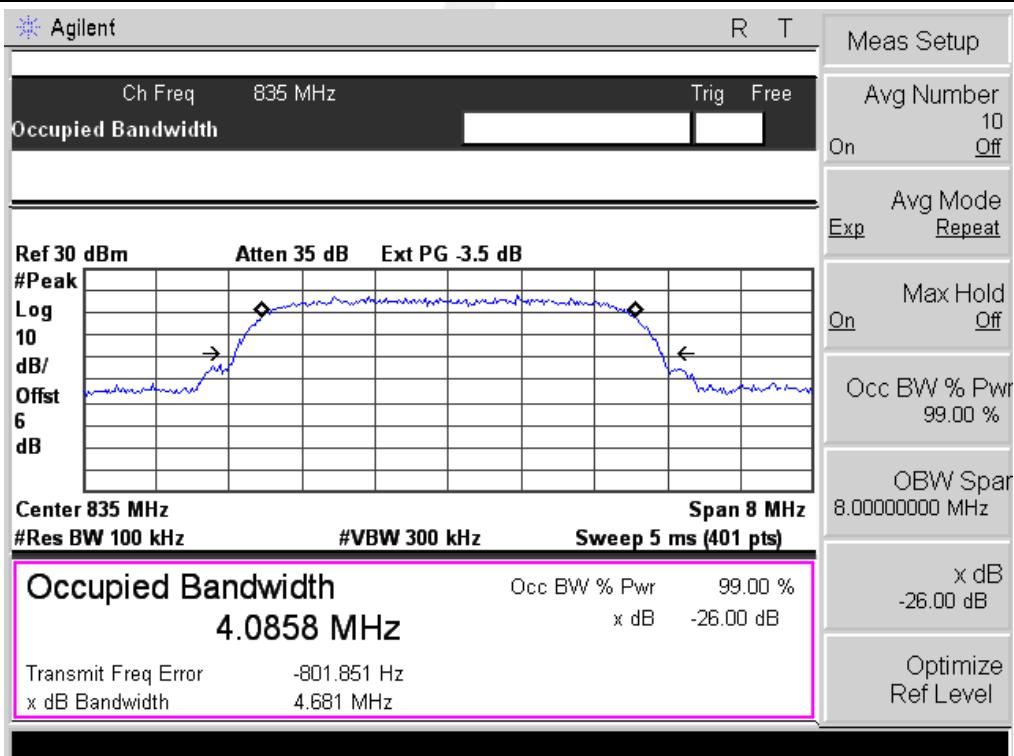 Agilent R T
Ch Freq 835 MHz Trig Free
Occupied Bandwidth
Ref 30 dBm Atten 35 dB Ext PG -3.5 dB
#Peak
Log
10
dB/
Offst
6
dB
Center 835 MHz Span 8 MHz
#Res BW 100 kHz #VBW 300 kHz Sweep 5 ms (401 pts)
Occupied Bandwidth
4.0858 MHz
Occ BW % Pwr 99.00 %
x dB -26.00 dB
Transmit Freq Error -801.851 Hz
x dB Bandwidth 4.681 MHz
Meas Setup
Avg Number
10
On Off
Avg Mode
Exp Repeat
Max Hold
On Off
Occ BW % Pwr
99.00 %
OBW Span
8.00000000 MHz
x dB
-26.00 dB
Optimize
Ref Level